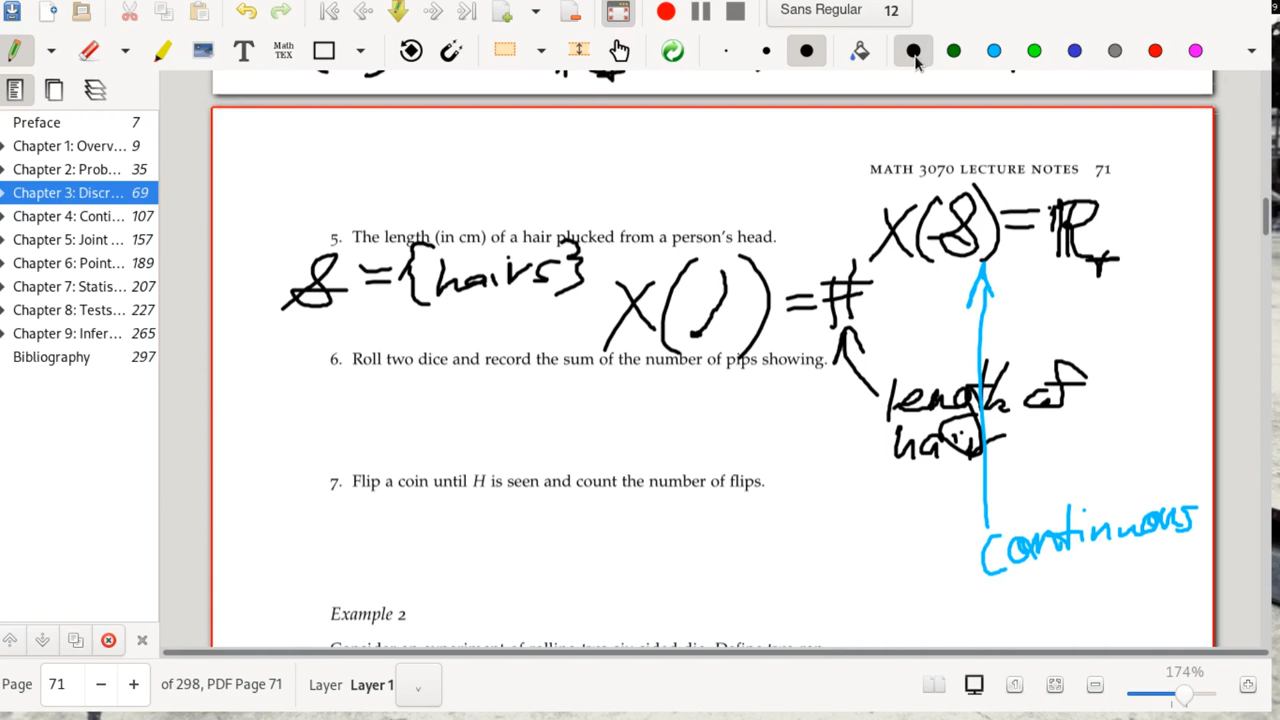 Sans Regular 12
Math
TEX
Preface 7
Chapter 1: Overv... 9
Chapter 2: Prob... 35
Chapter 3: Discr... 69
Chapter 4: Conti... 107
Chapter 5: Joint ... 157
Chapter 6: Point... 189
Chapter 7: Statis... 207
Chapter 8: Tests... 227
Chapter 9: Infer... 265
Bibliography 297
MATH 3070 LECTURE NOTES 71
X(S) = ℝ+
5. The length (in cm) of a hair plucked from a person's head.
S = {hairs} X( ) = #
6. Roll two dice and record the sum of the number of pips showing.
length of
hair
7. Flip a coin until H is seen and count the number of flips.
continuous
Example 2
Page 71 of 298, PDF Page 71 Layer Layer 1 174%